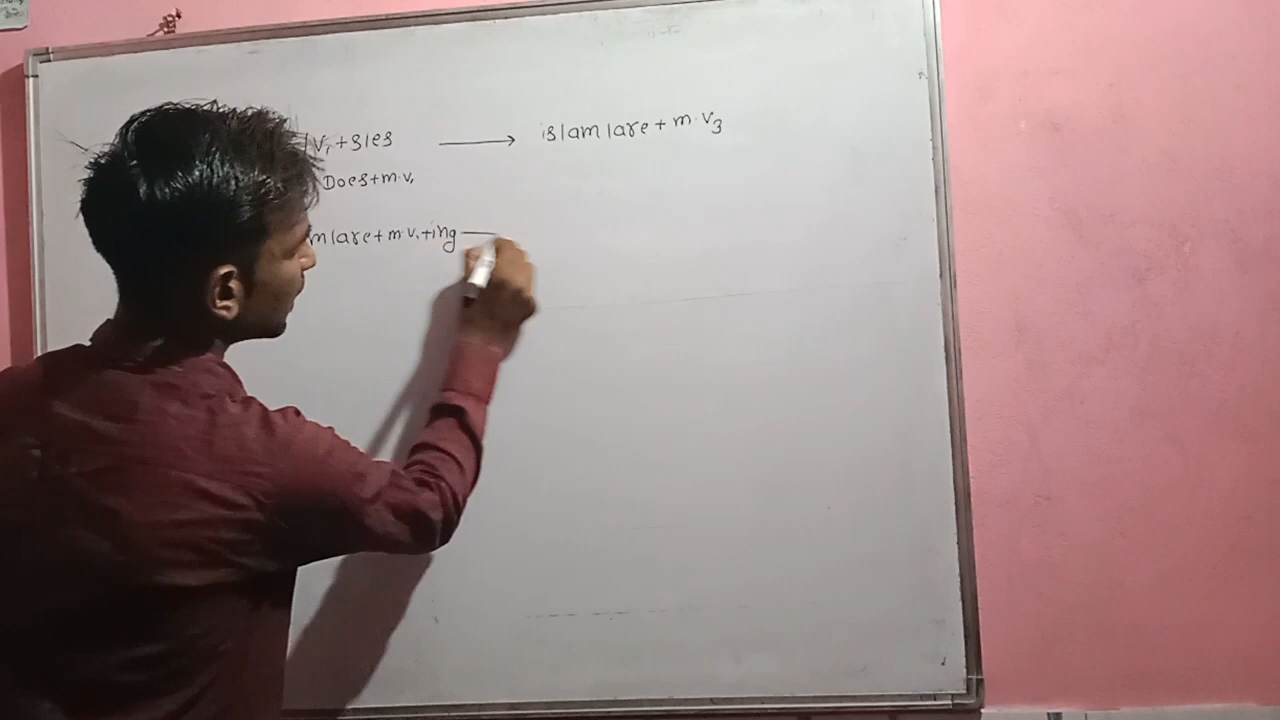 V₁+s/es ⟶ is/am/are + m.v₃
Does+m.v₁
m/are+m.v₁+ing